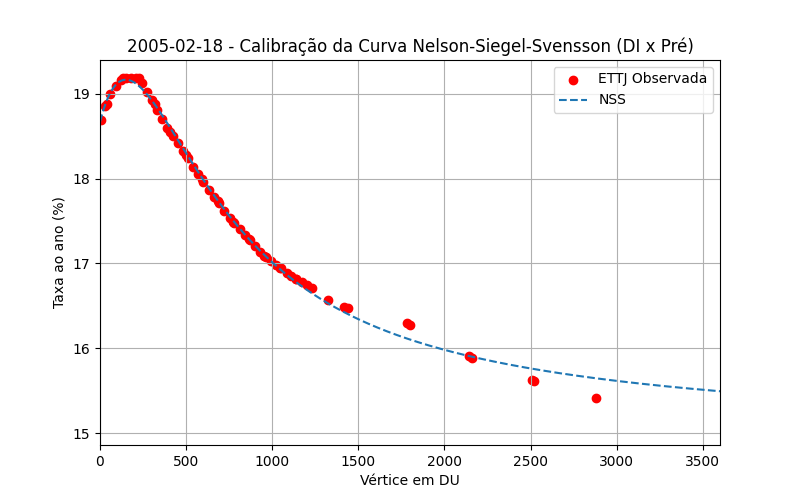 2005-02-18 - Calibração da Curva Nelson-Siegel-Svensson (DI x Pré)
ETTJ Observada
NSS
Taxa ao ano (%)
19
18
17
16
15
0 500 1000 1500 2000 2500 3000 3500
Vértice em DU